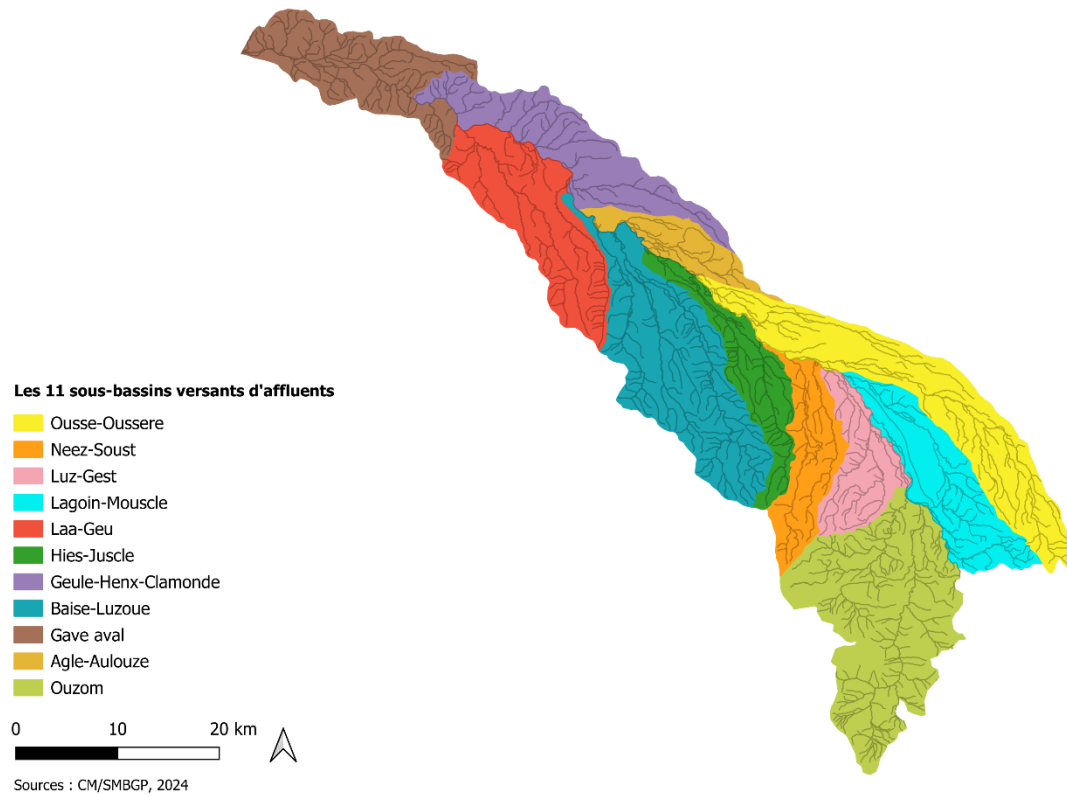 Les 11 sous-bassins versants d'affluents
Ousse-Oussere
Neez-Soust
Luz-Gest
Lagoin-Mouscle
Laa-Geu
Hies-Juscle
Geule-Henx-Clamonde
Baise-Luzoue
Gave aval
Agle-Aulouze
Ouzom
0 10 20 km
Sources : CM/SMBGP, 2024